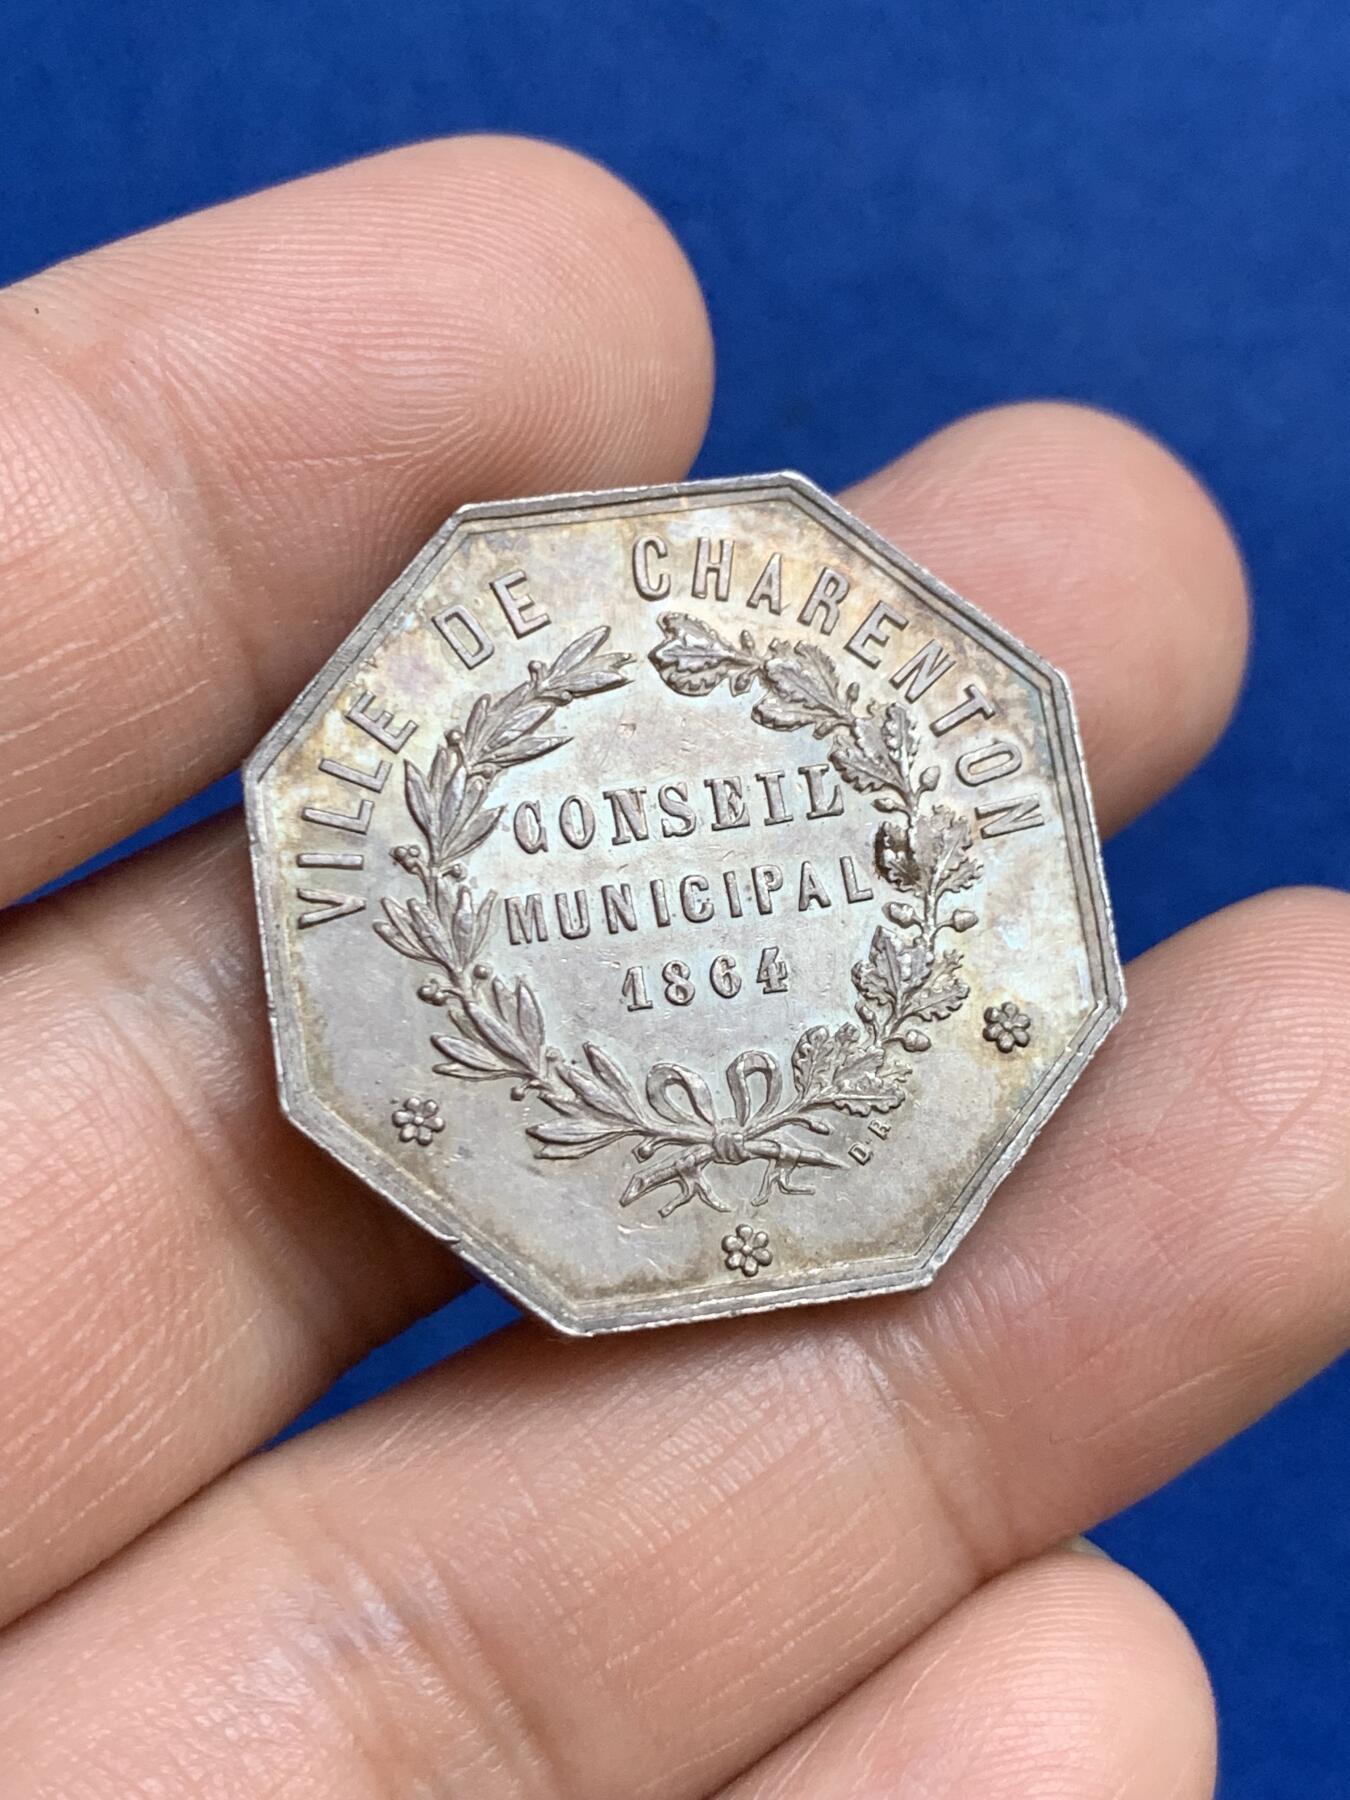 VILLE DE CHARENTON
CONSEIL
MUNICIPAL
1864
D. R.